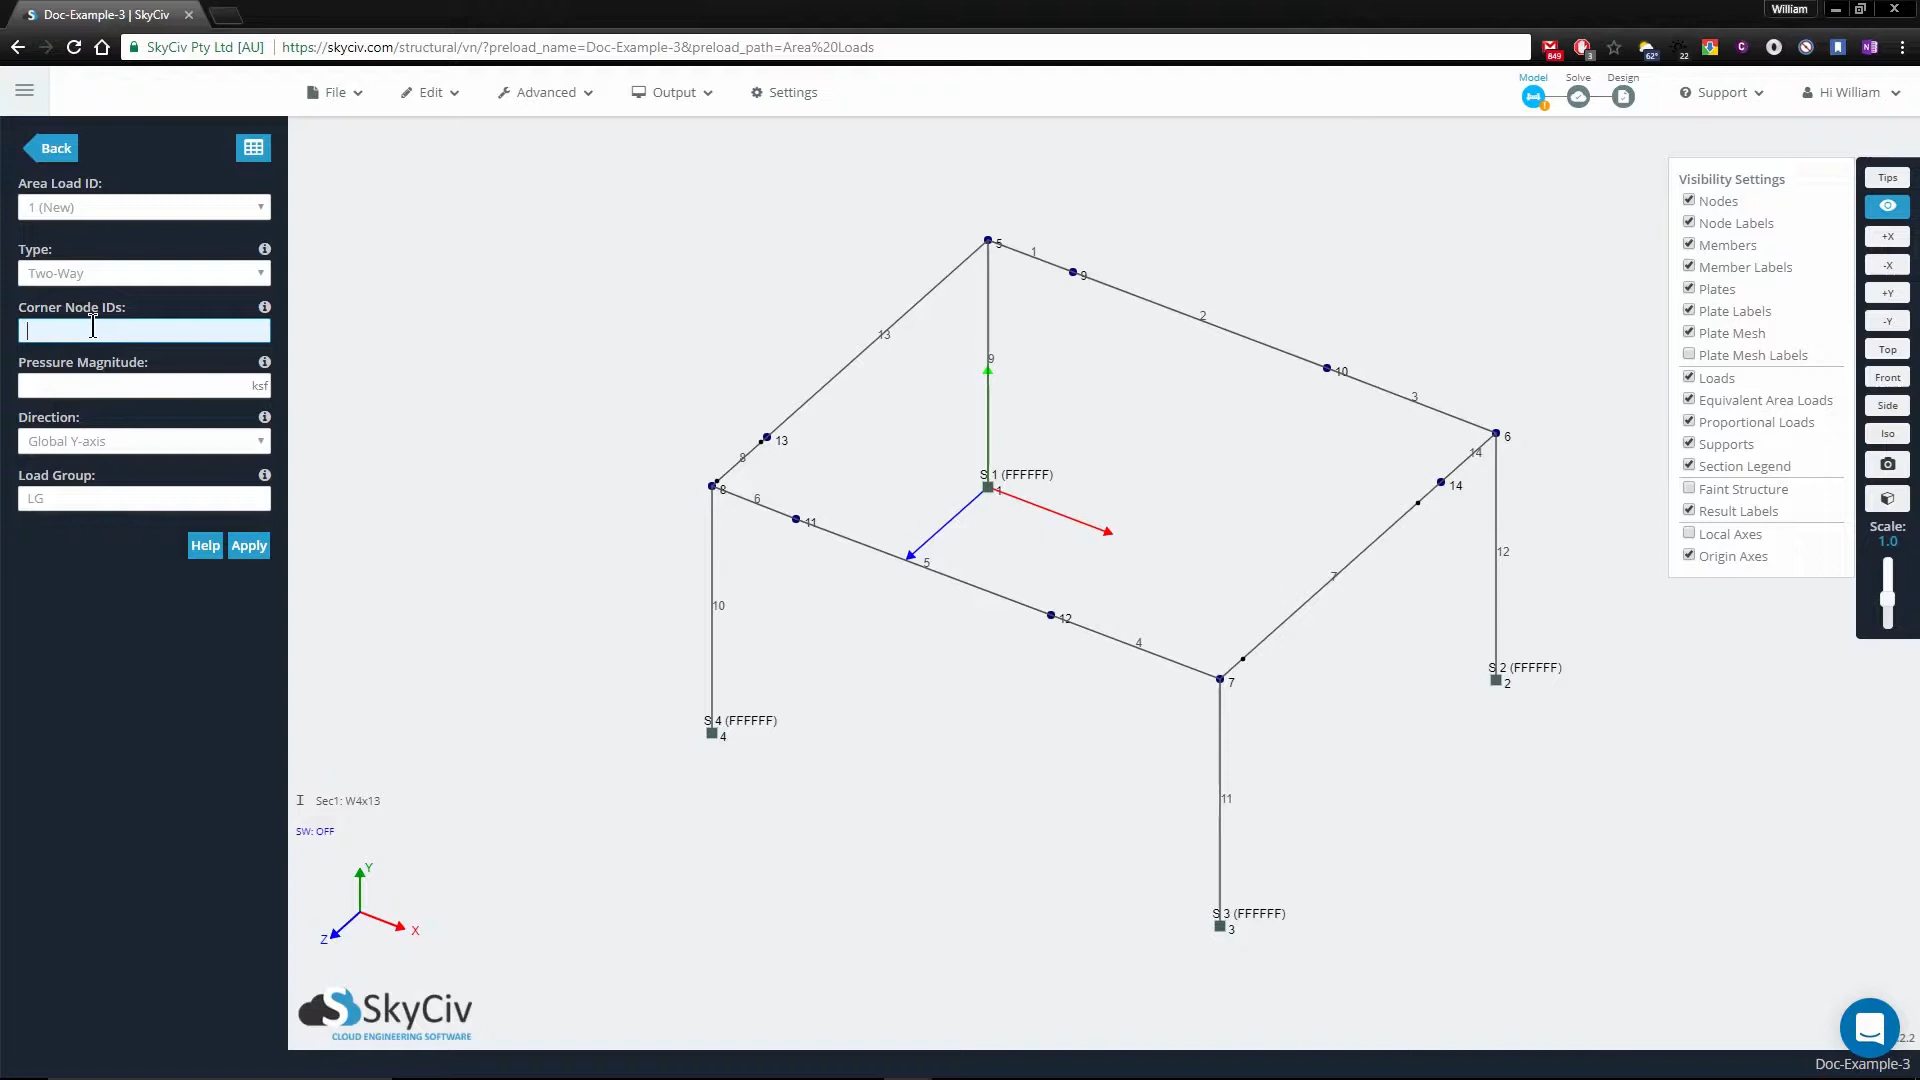 Doc-Example-3 | SkyCiv
William
SkyCiv Pty Ltd [AU]
https://skyciv.com/structural/vn/?preload_name=Doc-Example-3&preload_path=Area%20Loads
849
3
62°
22
File
Edit
Advanced
Output
Settings
Model
Solve
Design
Support
Hi William
Back
Area Load ID:
1 (New)
Type:
Two-Way
Corner Node IDs:
Pressure Magnitude:
ksf
Direction:
Global Y-axis
Load Group:
LG
Help
Apply
5
1
9
2
13
9
10
3
6
14
13
8
S 1 (FFFFFF)
1
8
6
11
14
5
12
7
10
12
4
7
S 2 (FFFFFF)
2
S 4 (FFFFFF)
4
11
S 3 (FFFFFF)
3
Sec1: W4x13
SW: OFF
Y
X
Z
SkyCiv
CLOUD ENGINEERING SOFTWARE
Visibility Settings
Nodes
Node Labels
Members
Member Labels
Plates
Plate Labels
Plate Mesh
Plate Mesh Labels
Loads
Equivalent Area Loads
Proportional Loads
Supports
Section Legend
Faint Structure
Result Labels
Local Axes
Origin Axes
Tips
+X
-X
+Y
-Y
Top
Front
Side
Iso
Scale:
1.0
Doc-Example-3